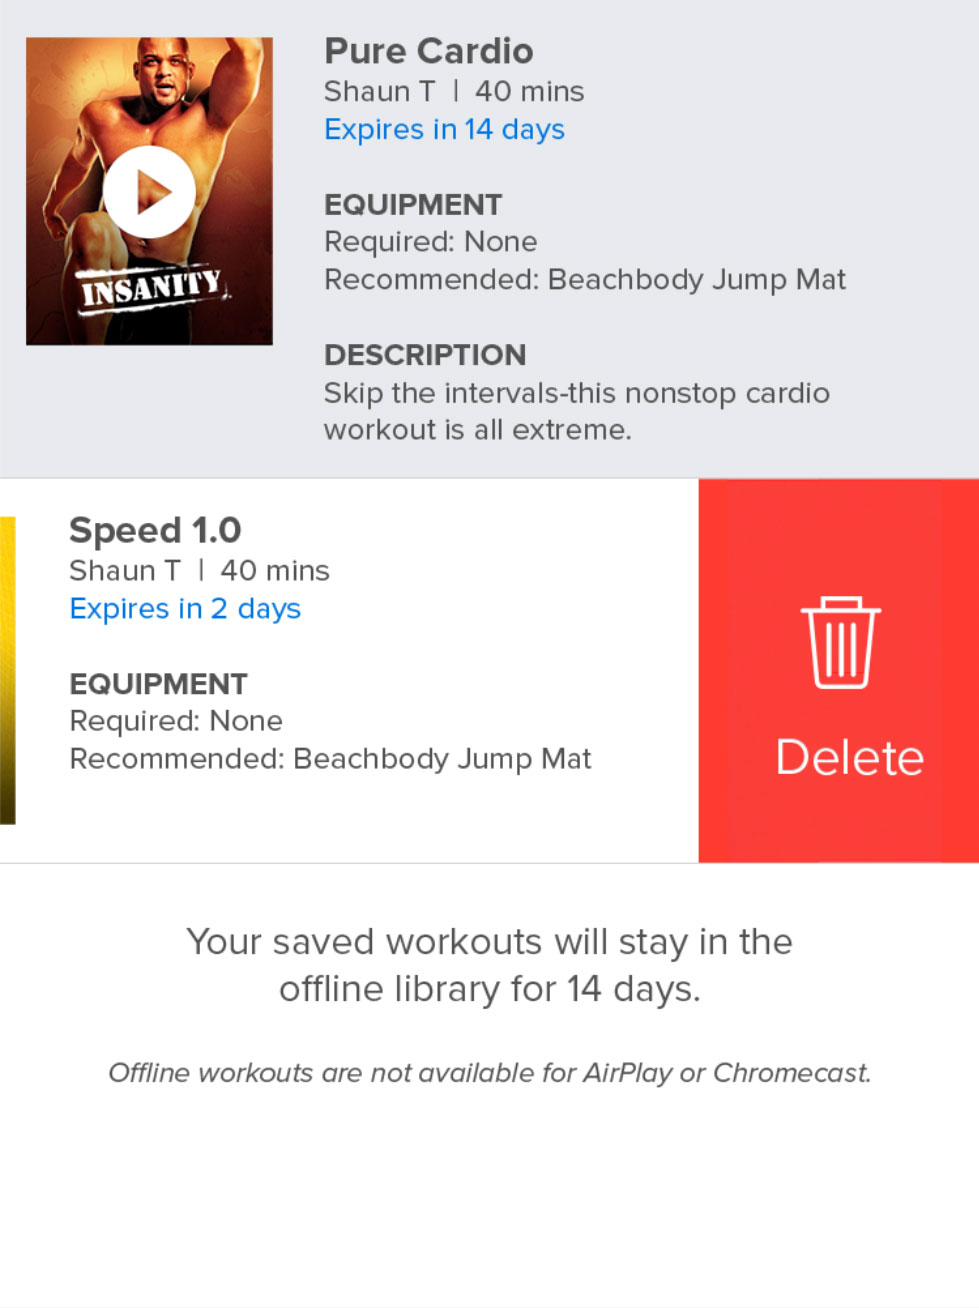 INSANITY
Pure Cardio
Shaun T | 40 mins
Expires in 14 days
EQUIPMENT
Required: None
Recommended: Beachbody Jump Mat
DESCRIPTION
Skip the intervals-this nonstop cardio
workout is all extreme.
Speed 1.0
Shaun T | 40 mins
Expires in 2 days
EQUIPMENT
Required: None
Recommended: Beachbody Jump Mat
Delete
Your saved workouts will stay in the
offline library for 14 days.
Offline workouts are not available for AirPlay or Chromecast.